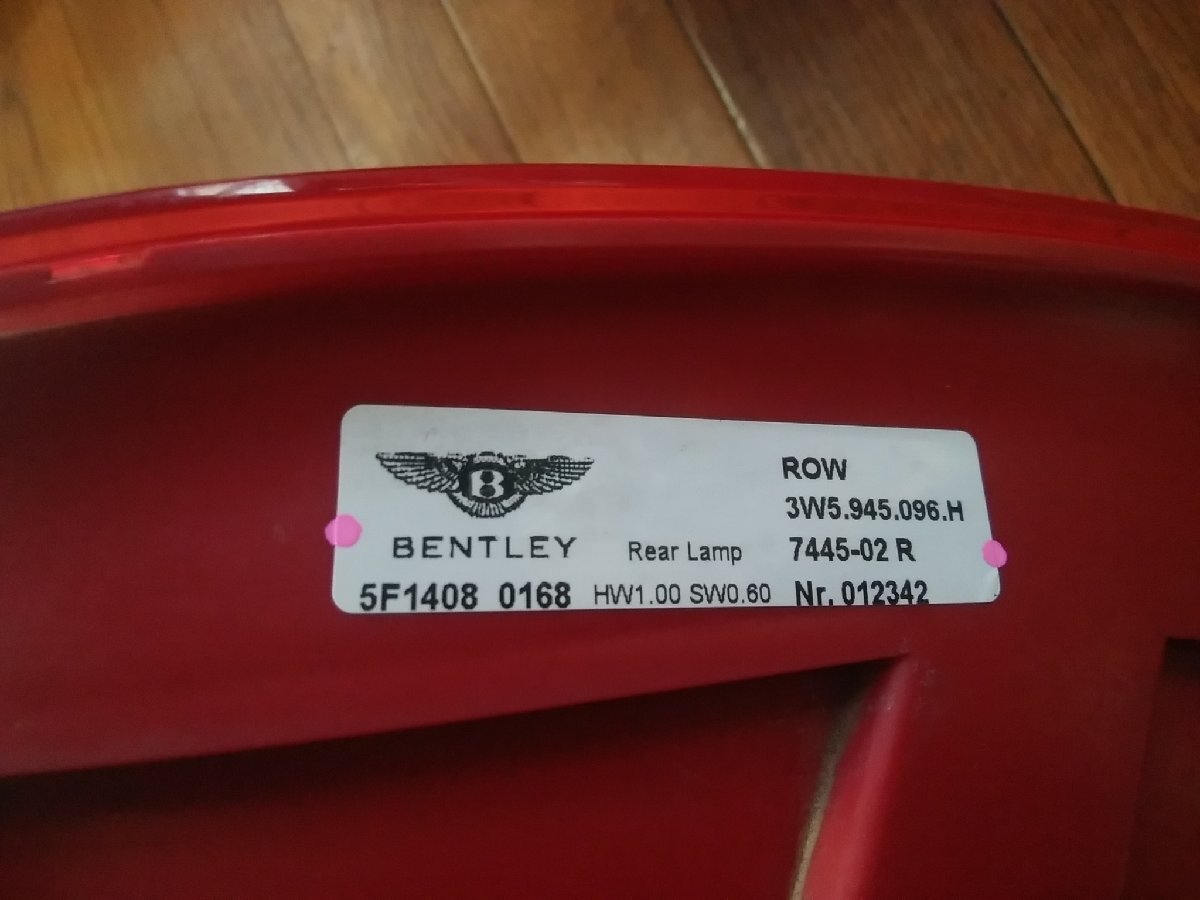 B
BENTLEY
Rear Lamp
ROW
3W5.945.096.H
7445-02 R
5F1408 0168 HW1.00 SW0.60 Nr. 012342